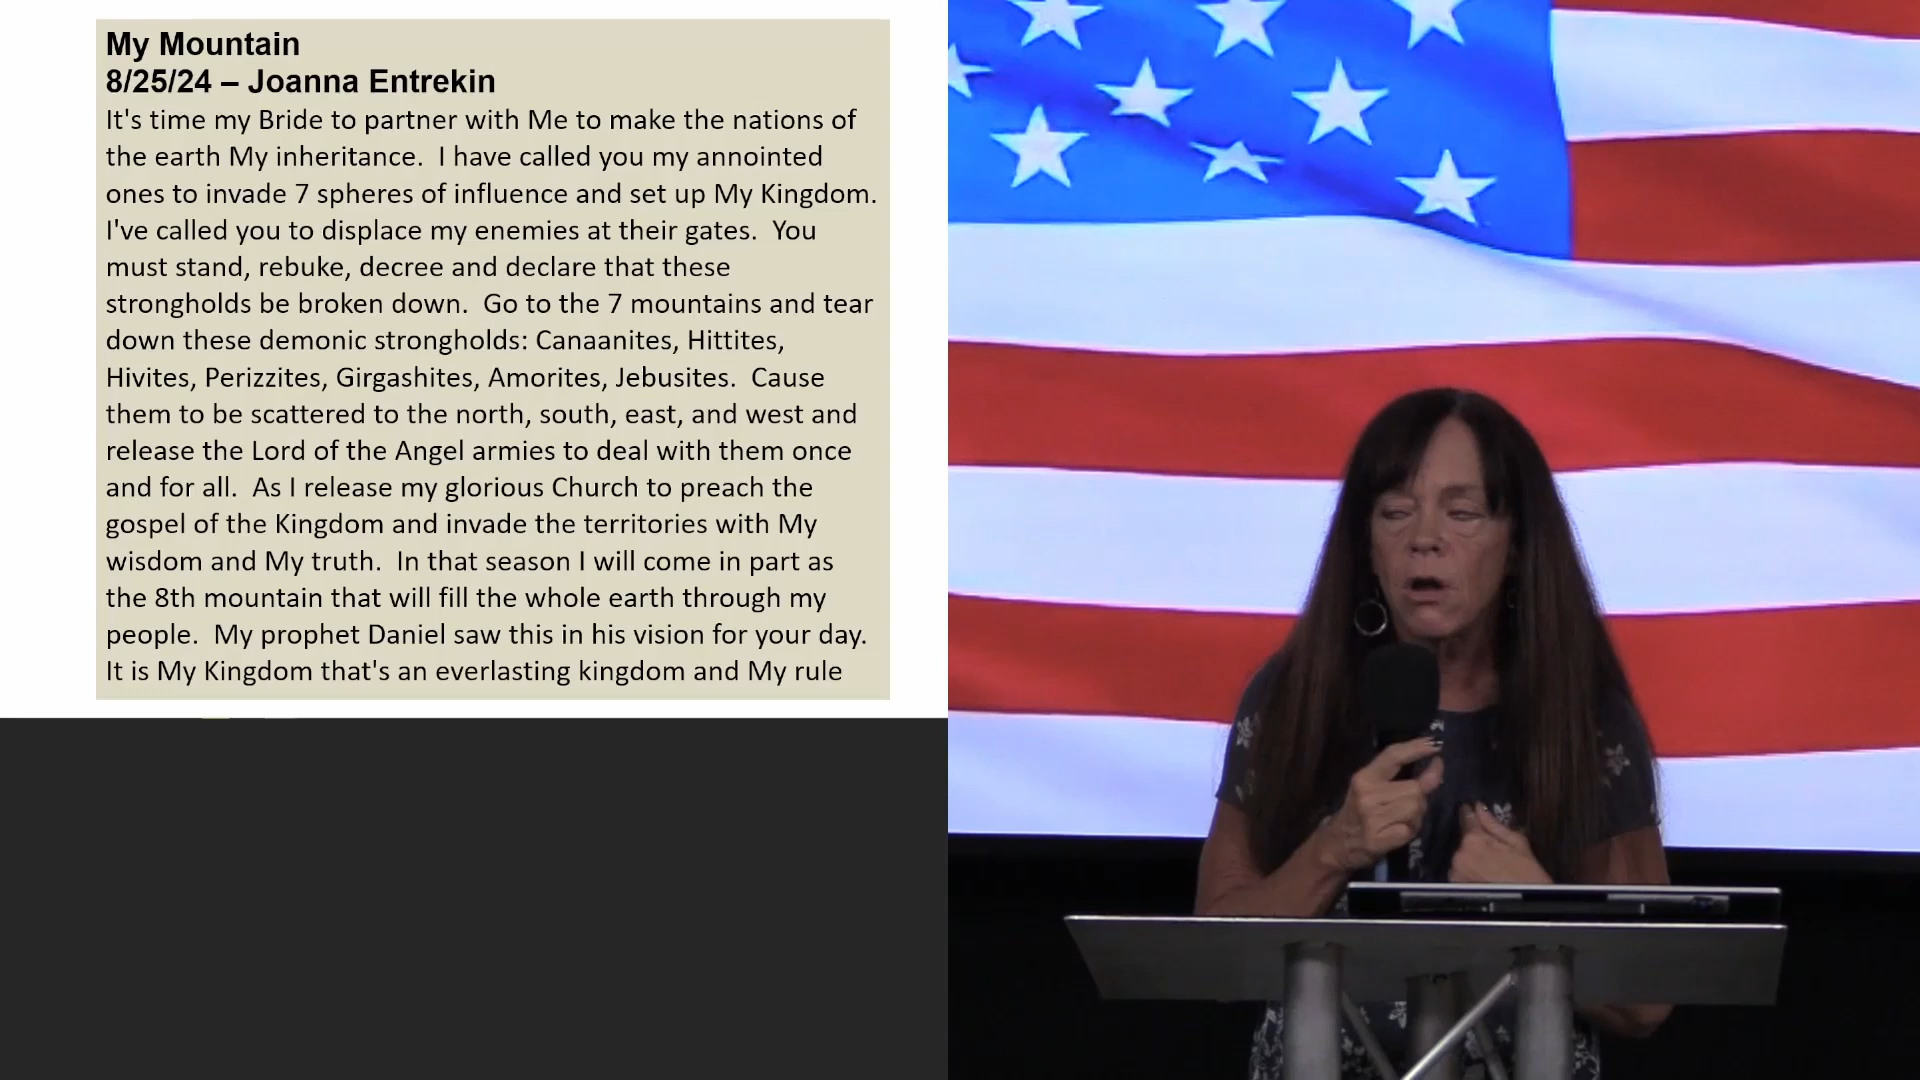 My Mountain
8/25/24 – Joanna Entrekin
It's time my Bride to partner with Me to make the nations of
the earth My inheritance.  I have called you my annointed
ones to invade 7 spheres of influence and set up My Kingdom.
I've called you to displace my enemies at their gates.  You
must stand, rebuke, decree and declare that these
strongholds be broken down.  Go to the 7 mountains and tear
down these demonic strongholds: Canaanites, Hittites,
Hivites, Perizzites, Girgashites, Amorites, Jebusites.  Cause
them to be scattered to the north, south, east, and west and
release the Lord of the Angel armies to deal with them once
and for all.  As I release my glorious Church to preach the
gospel of the Kingdom and invade the territories with My
wisdom and My truth.  In that season I will come in part as
the 8th mountain that will fill the whole earth through my
people.  My prophet Daniel saw this in his vision for your day.
It is My Kingdom that's an everlasting kingdom and My rule